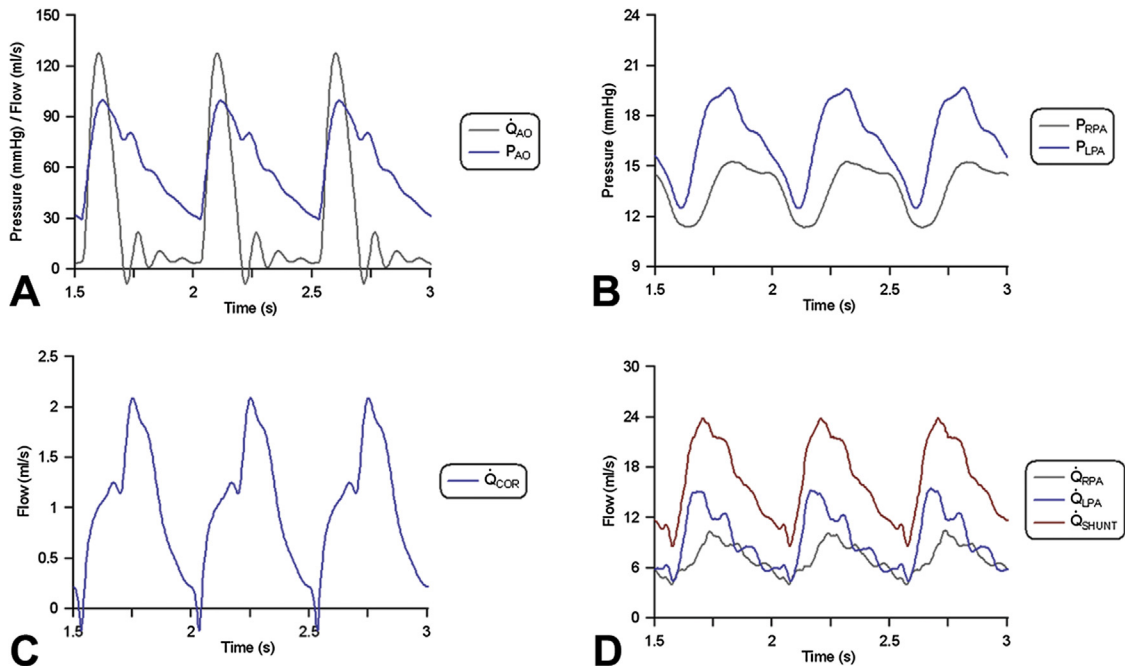 150
120
90
60
30
0
Pressure (mmHg) / Flow (ml/s)
1.5 2 2.5 3
Time (s)
Q̇AO
PAO
A
24
21
18
15
12
9
Pressure (mmHg)
1.5 2 2.5 3
Time (s)
PRPA
PLPA
B
2.5
2
1.5
1
0.5
0
Flow (ml/s)
1.5 2 2.5 3
Time (s)
Q̇COR
C
30
24
18
12
6
0
Flow (ml/s)
1.5 2 2.5 3
Time (s)
Q̇RPA
Q̇LPA
Q̇SHUNT
D